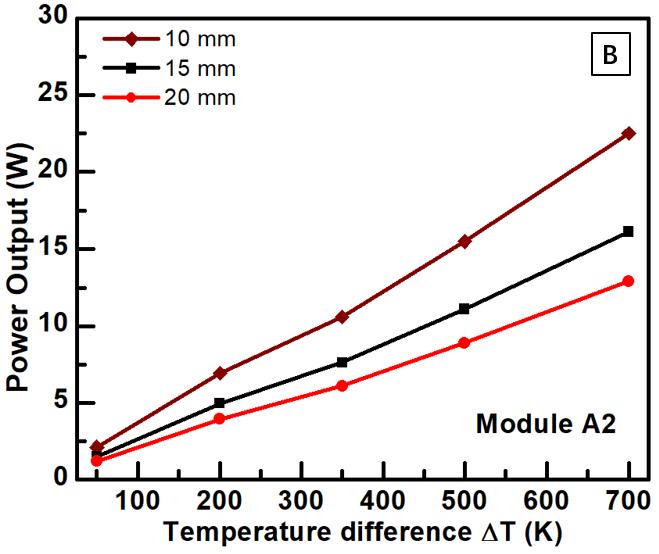 30
25
20
15
10
5
0
Power Output (W)
10 mm
15 mm
20 mm
B
Module A2
100 200 300 400 500 600 700
Temperature difference ΔT (K)